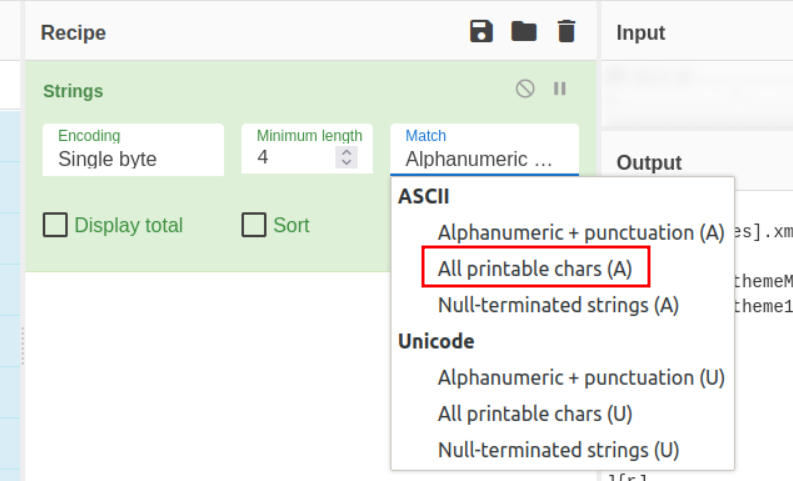 Recipe
Input
Strings
Encoding
Single byte
Minimum length
4
Match
Alphanumeric ...
Display total
Sort
ASCII
Alphanumeric + punctuation (A)
All printable chars (A)
Null-terminated strings (A)
Unicode
Alphanumeric + punctuation (U)
All printable chars (U)
Null-terminated strings (U)
Output
es].xm
themeM
theme1